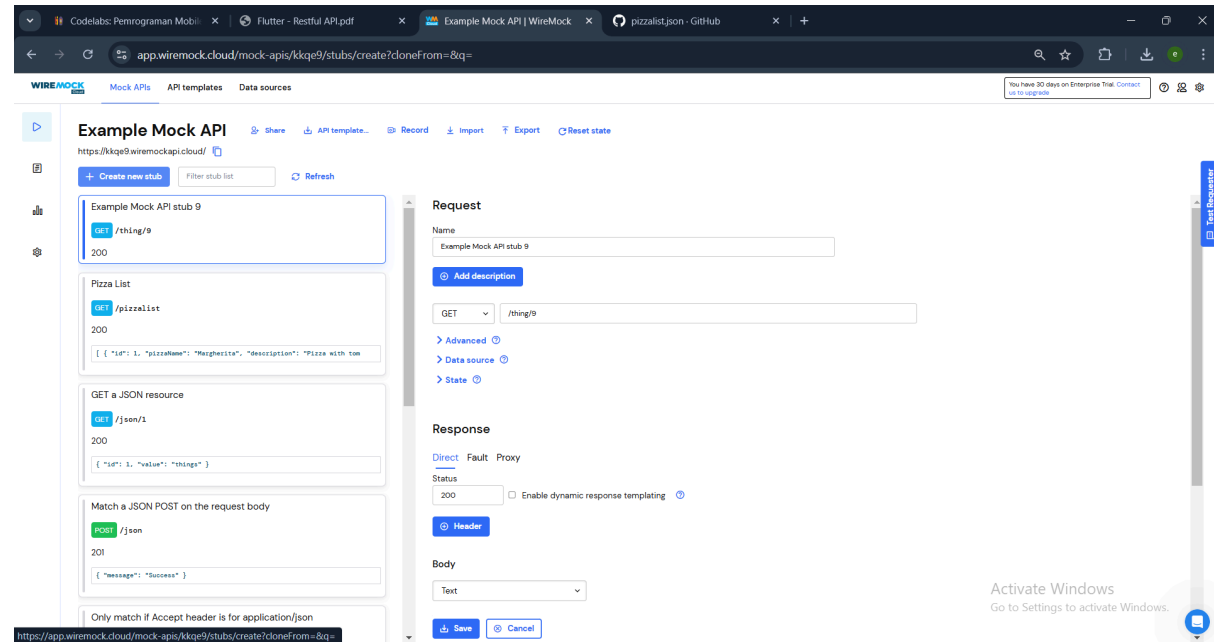 Codelabs: Pemrograman Mobil
Flutter - Restful API.pdf
Example Mock API | WireMock
pizzalist.json · GitHub
app.wiremock.cloud/mock-apis/kkqe9/stubs/create?cloneFrom=&q=
e
WIREMOCK
Cloud
Mock APIs
API templates
Data sources
You have 30 days on Enterprise Trial. Contact
us to upgrade
Example Mock API
Share
API template...
Record
Import
Export
Reset state
https://kkqe9.wiremockapi.cloud/
Create new stub
Filter stub list
Refresh
Test Requester
Example Mock API stub 9
GET /thing/9
200
Pizza List
GET /pizzalist
200
[ { "id": 1, "pizzaName": "Margherita", "description": "Pizza with tom
GET a JSON resource
GET /json/1
200
{ "id": 1, "value": "things" }
Match a JSON POST on the request body
POST /json
201
{ "message": "Success" }
Only match if Accept header is for application/json
Request
Name
Example Mock API stub 9
Add description
GET
/thing/9
Advanced
Data source
State
Response
Direct Fault Proxy
Status
200
Enable dynamic response templating
Header
Body
Text
Save
Cancel
Activate Windows
Go to Settings to activate Windows.
https://app.wiremock.cloud/mock-apis/kkqe9/stubs/create?cloneFrom=&q=